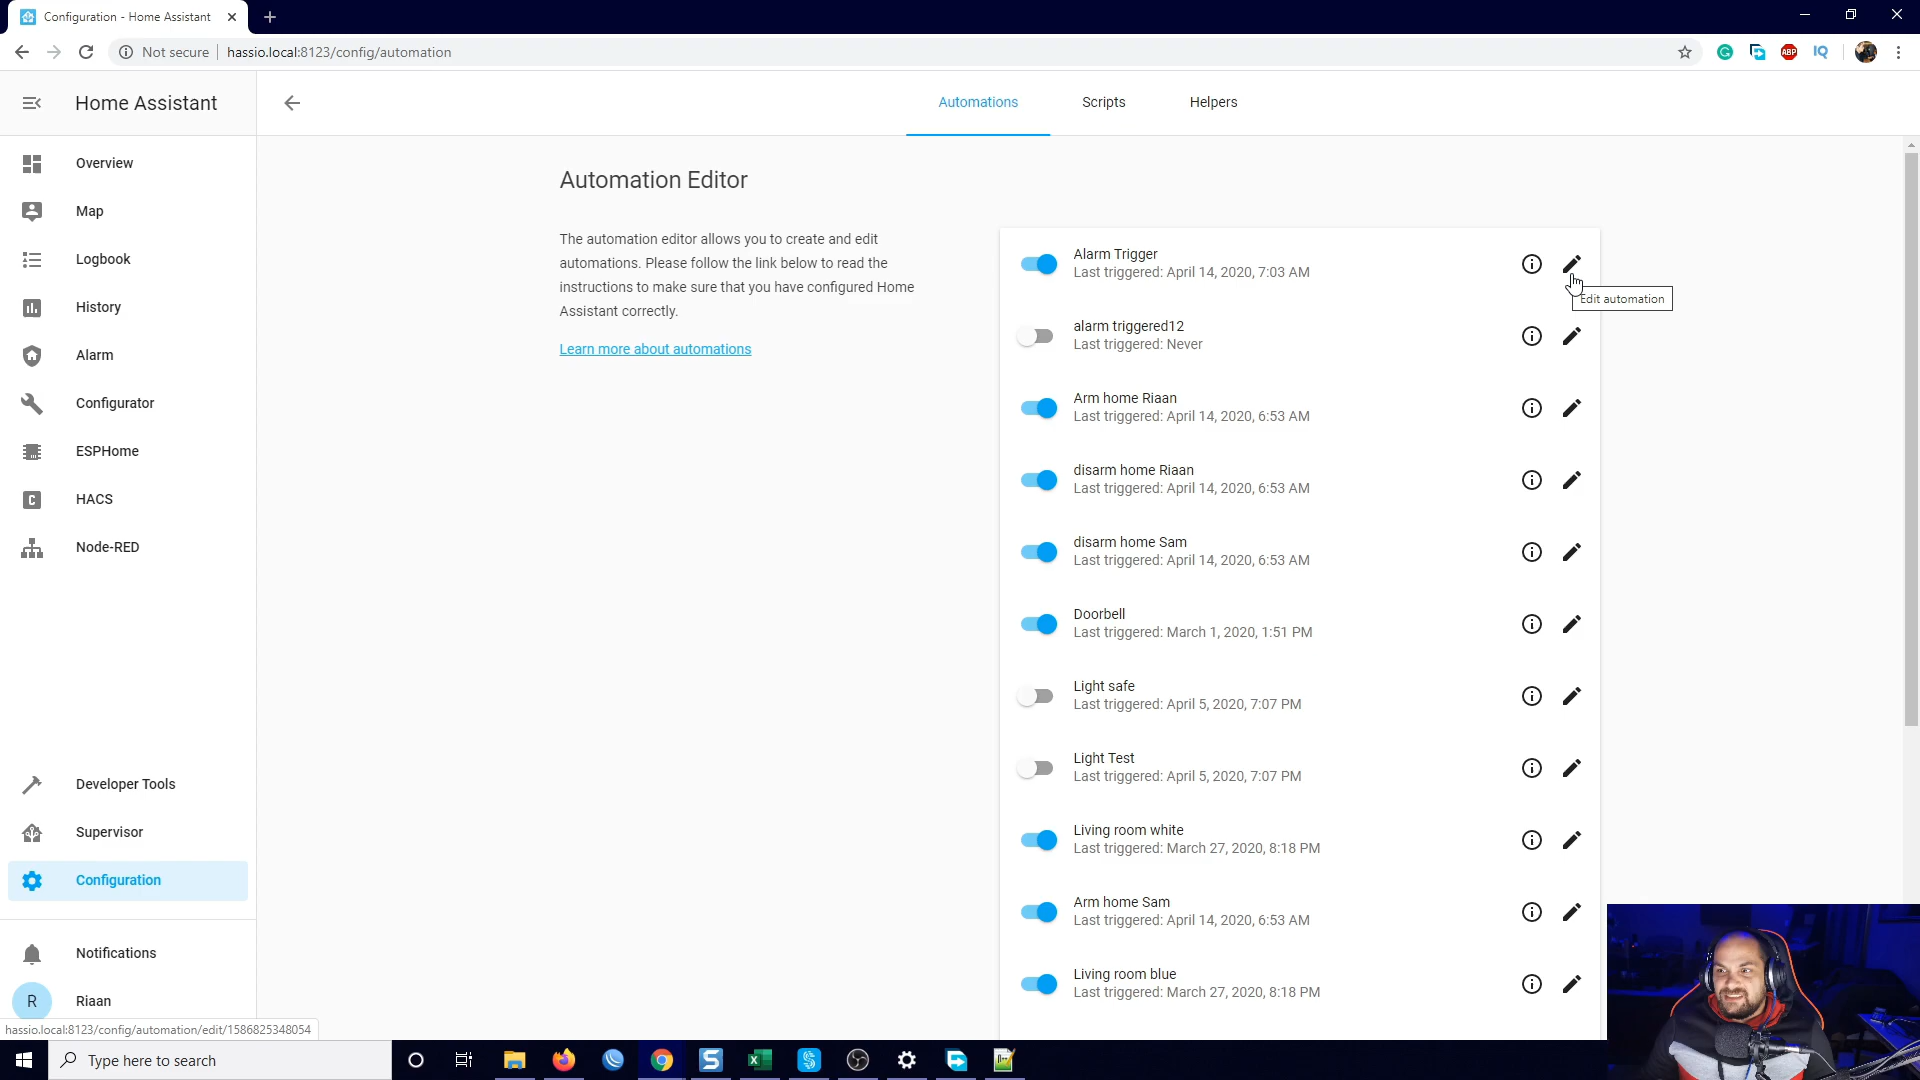 Configuration - Home Assistant
Not secure
hassio.local:8123/config/automation
ABP
IQ
Home Assistant
Automations
Scripts
Helpers
Overview
Map
Logbook
History
Alarm
Configurator
ESPHome
HACS
Node-RED
Developer Tools
Supervisor
Configuration
Notifications
R
Riaan
Automation Editor
The automation editor allows you to create and edit
automations. Please follow the link below to read the
instructions to make sure that you have configured Home
Assistant correctly.
Learn more about automations
Alarm Trigger
Last triggered: April 14, 2020, 7:03 AM
Edit automation
alarm triggered12
Last triggered: Never
Arm home Riaan
Last triggered: April 14, 2020, 6:53 AM
disarm home Riaan
Last triggered: April 14, 2020, 6:53 AM
disarm home Sam
Last triggered: April 14, 2020, 6:53 AM
Doorbell
Last triggered: March 1, 2020, 1:51 PM
Light safe
Last triggered: April 5, 2020, 7:07 PM
Light Test
Last triggered: April 5, 2020, 7:07 PM
Living room white
Last triggered: March 27, 2020, 8:18 PM
Arm home Sam
Last triggered: April 14, 2020, 6:53 AM
Living room blue
Last triggered: March 27, 2020, 8:18 PM
hassio.local:8123/config/automation/edit/1586825348054
Type here to search